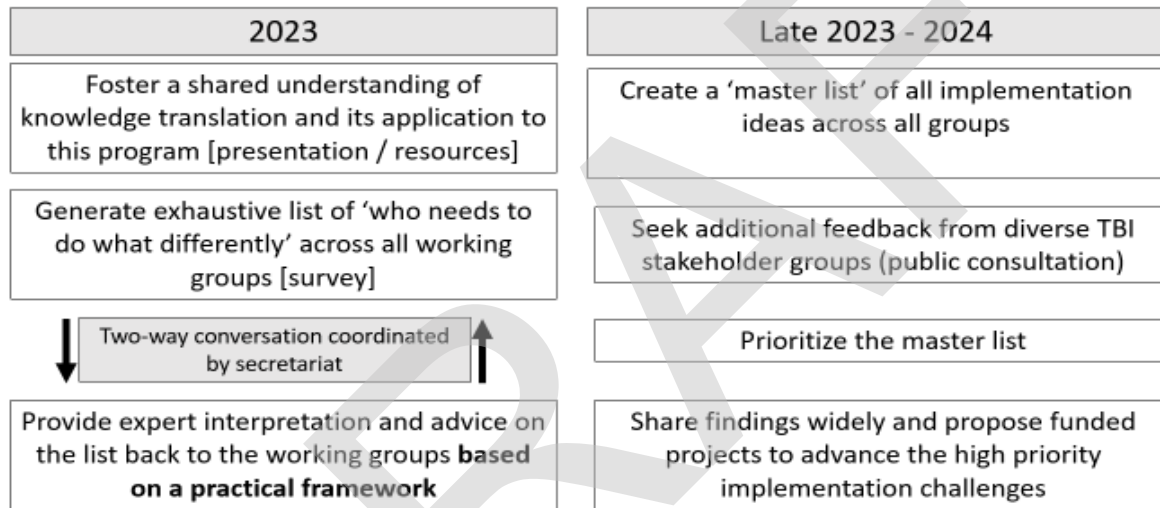 2023
Foster a shared understanding of
knowledge translation and its application to
this program [presentation / resources]
Generate exhaustive list of ‘who needs to
do what differently’ across all working
groups [survey]
Two-way conversation coordinated
by secretariat
Provide expert interpretation and advice on
the list back to the working groups based
on a practical framework
Late 2023 - 2024
Create a ‘master list’ of all implementation
ideas across all groups
Seek additional feedback from diverse TBI
stakeholder groups (public consultation)
Prioritize the master list
Share findings widely and propose funded
projects to advance the high priority
implementation challenges